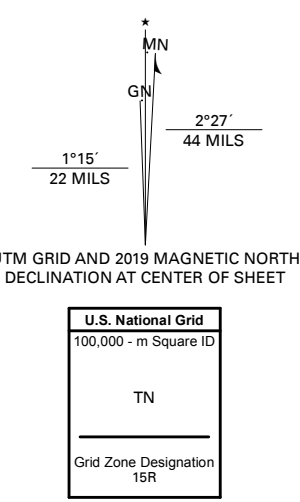 MN
GN
2°27´
44 MILS
1°15´
22 MILS
UTM GRID AND 2019 MAGNETIC NORTH
DECLINATION AT CENTER OF SHEET
U.S. National Grid
100,000 - m Square ID
TN
Grid Zone Designation
15R